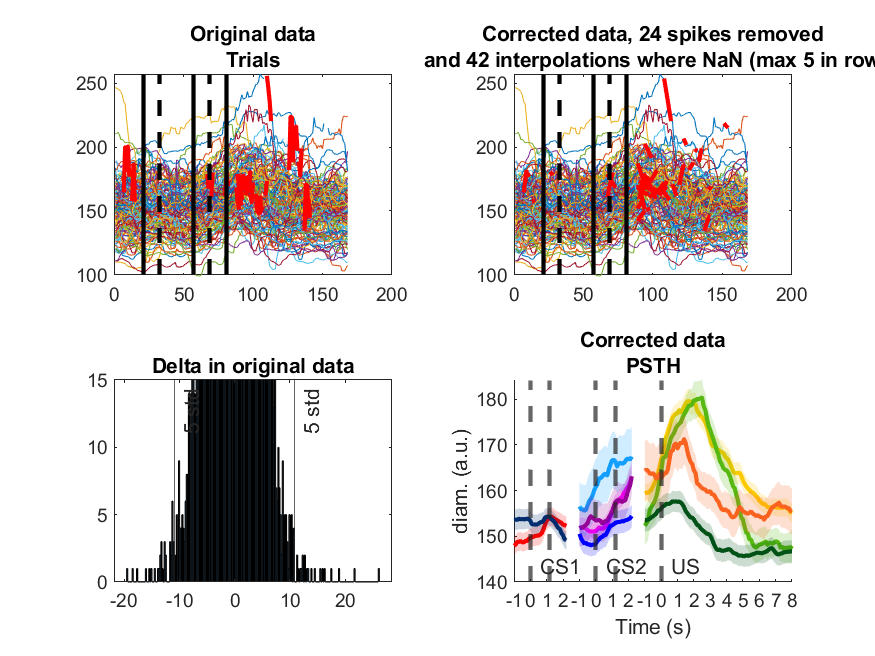 Original data
Trials
250
200
150
100
0 50 100 150 200
Corrected data, 24 spikes removed
and 42 interpolations where NaN (max 5 in row
250
200
150
100
0 50 100 150 200
Delta in original data
15
10
5
0
5 std
5 std
-20 -10 0 10 20
Corrected data
PSTH
diam. (a.u.)
180
170
160
150
140
CS1 CS2 US
-1 0 1 2 -1 0 1 2 -1 0 1 2 3 4 5 6 7 8
Time (s)